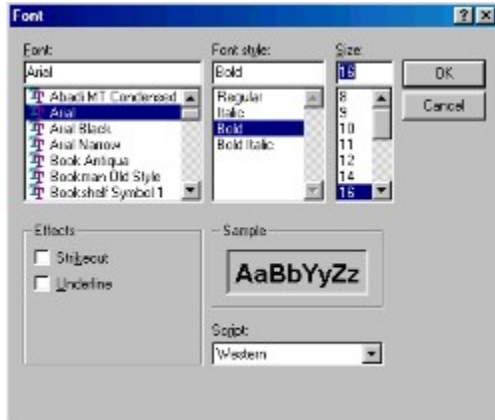 Font
Font: Font style: Size:
Arial Bold 16 OK
Abadi MT Condensed Regular 8 Cancel
Arial Italic 9
Arial Black Bold 10
Arial Narrow Bold Italic 11
Book Antiqua 12
Bookman Old Style 14
Bookshelf Symbol 1 16
Effects Sample
Strikeout
Underline AaBbYyZz
Script:
Western